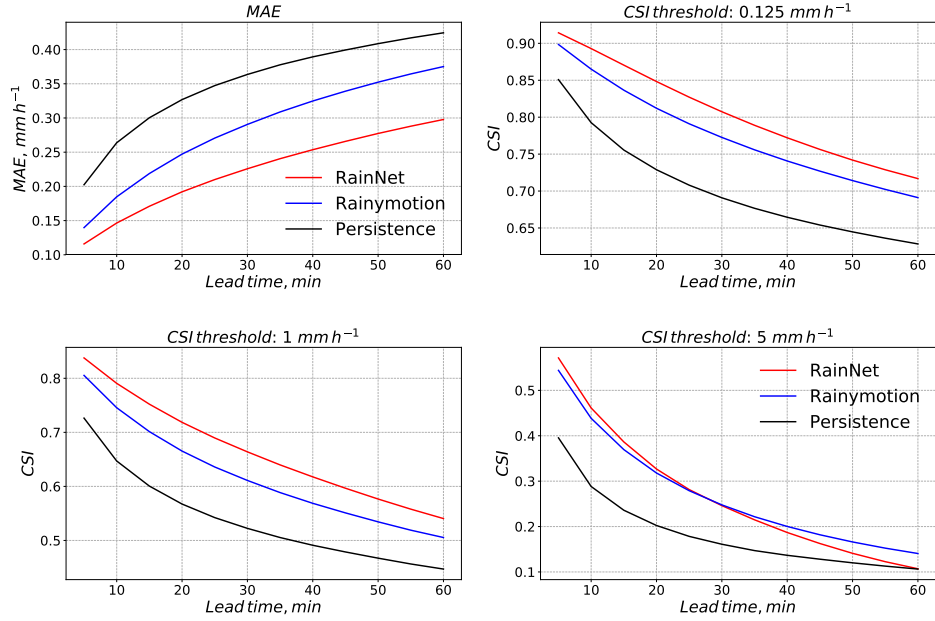 MAE
CSI threshold: 0.125 mm h⁻¹
0.40
0.35
0.30
0.25
0.20
0.15
0.10
MAE, mm h⁻¹
RainNet
Rainymotion
Persistence
10 20 30 40 50 60
Lead time, min
0.90
0.85
0.80
0.75
0.70
0.65
CSI
10 20 30 40 50 60
Lead time, min
CSI threshold: 1 mm h⁻¹
CSI threshold: 5 mm h⁻¹
0.8
0.7
0.6
0.5
CSI
10 20 30 40 50 60
Lead time, min
0.5
0.4
0.3
0.2
0.1
CSI
RainNet
Rainymotion
Persistence
10 20 30 40 50 60
Lead time, min